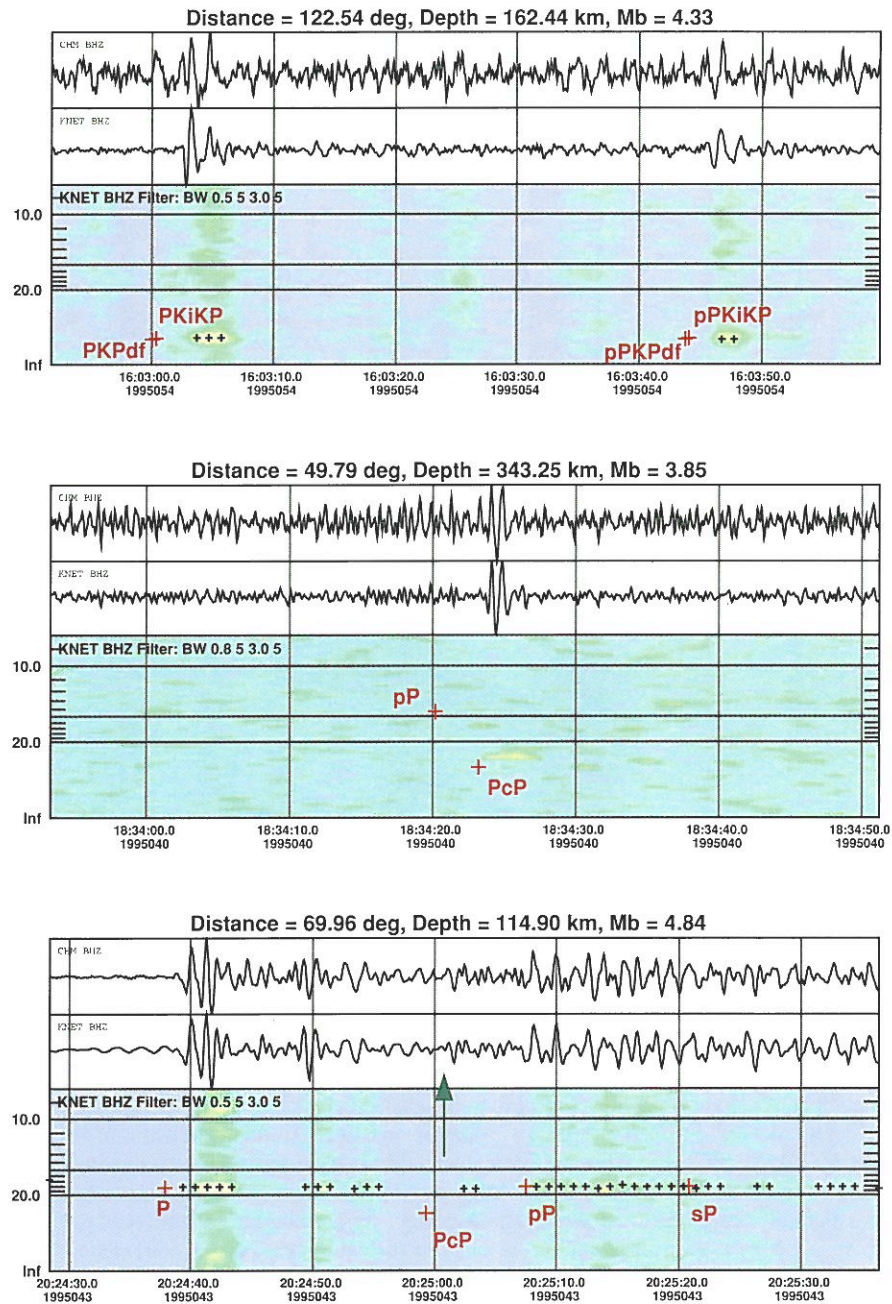 Distance = 122.54 deg, Depth = 162.44 km, Mb = 4.33
CHM BHZ
KNET BHZ
KNET BHZ Filter: BW 0.5 5 3.0 5
10.0
20.0
PKiKP
pPKiKP
PKPdf
pPKPdf
Inf
16:03:00.0 16:03:10.0 16:03:20.0 16:03:30.0 16:03:40.0 16:03:50.0
1995054 1995054 1995054 1995054 1995054 1995054
Distance = 49.79 deg, Depth = 343.25 km, Mb = 3.85
CHM BHZ
KNET BHZ
KNET BHZ Filter: BW 0.8 5 3.0 5
10.0
pP
20.0
PcP
Inf
18:34:00.0 18:34:10.0 18:34:20.0 18:34:30.0 18:34:40.0 18:34:50.0
1995040 1995040 1995040 1995040 1995040 1995040
Distance = 69.96 deg, Depth = 114.90 km, Mb = 4.84
CHM BHZ
KNET BHZ
KNET BHZ Filter: BW 0.5 5 3.0 5
10.0
20.0
P
pP
sP
PcP
Inf
20:24:30.0 20:24:40.0 20:24:50.0 20:25:00.0 20:25:10.0 20:25:20.0 20:25:30.0
1995043 1995043 1995043 1995043 1995043 1995043 1995043